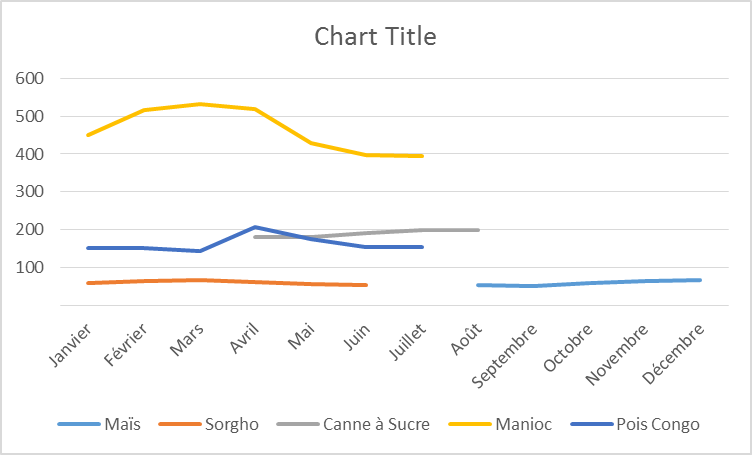 Chart Title
600
500
400
300
200
100
Janvier
Février
Mars
Avril
Mai
Juin
Juillet
Août
Septembre
Octobre
Novembre
Décembre
Maïs Sorgho Canne à Sucre Manioc Pois Congo